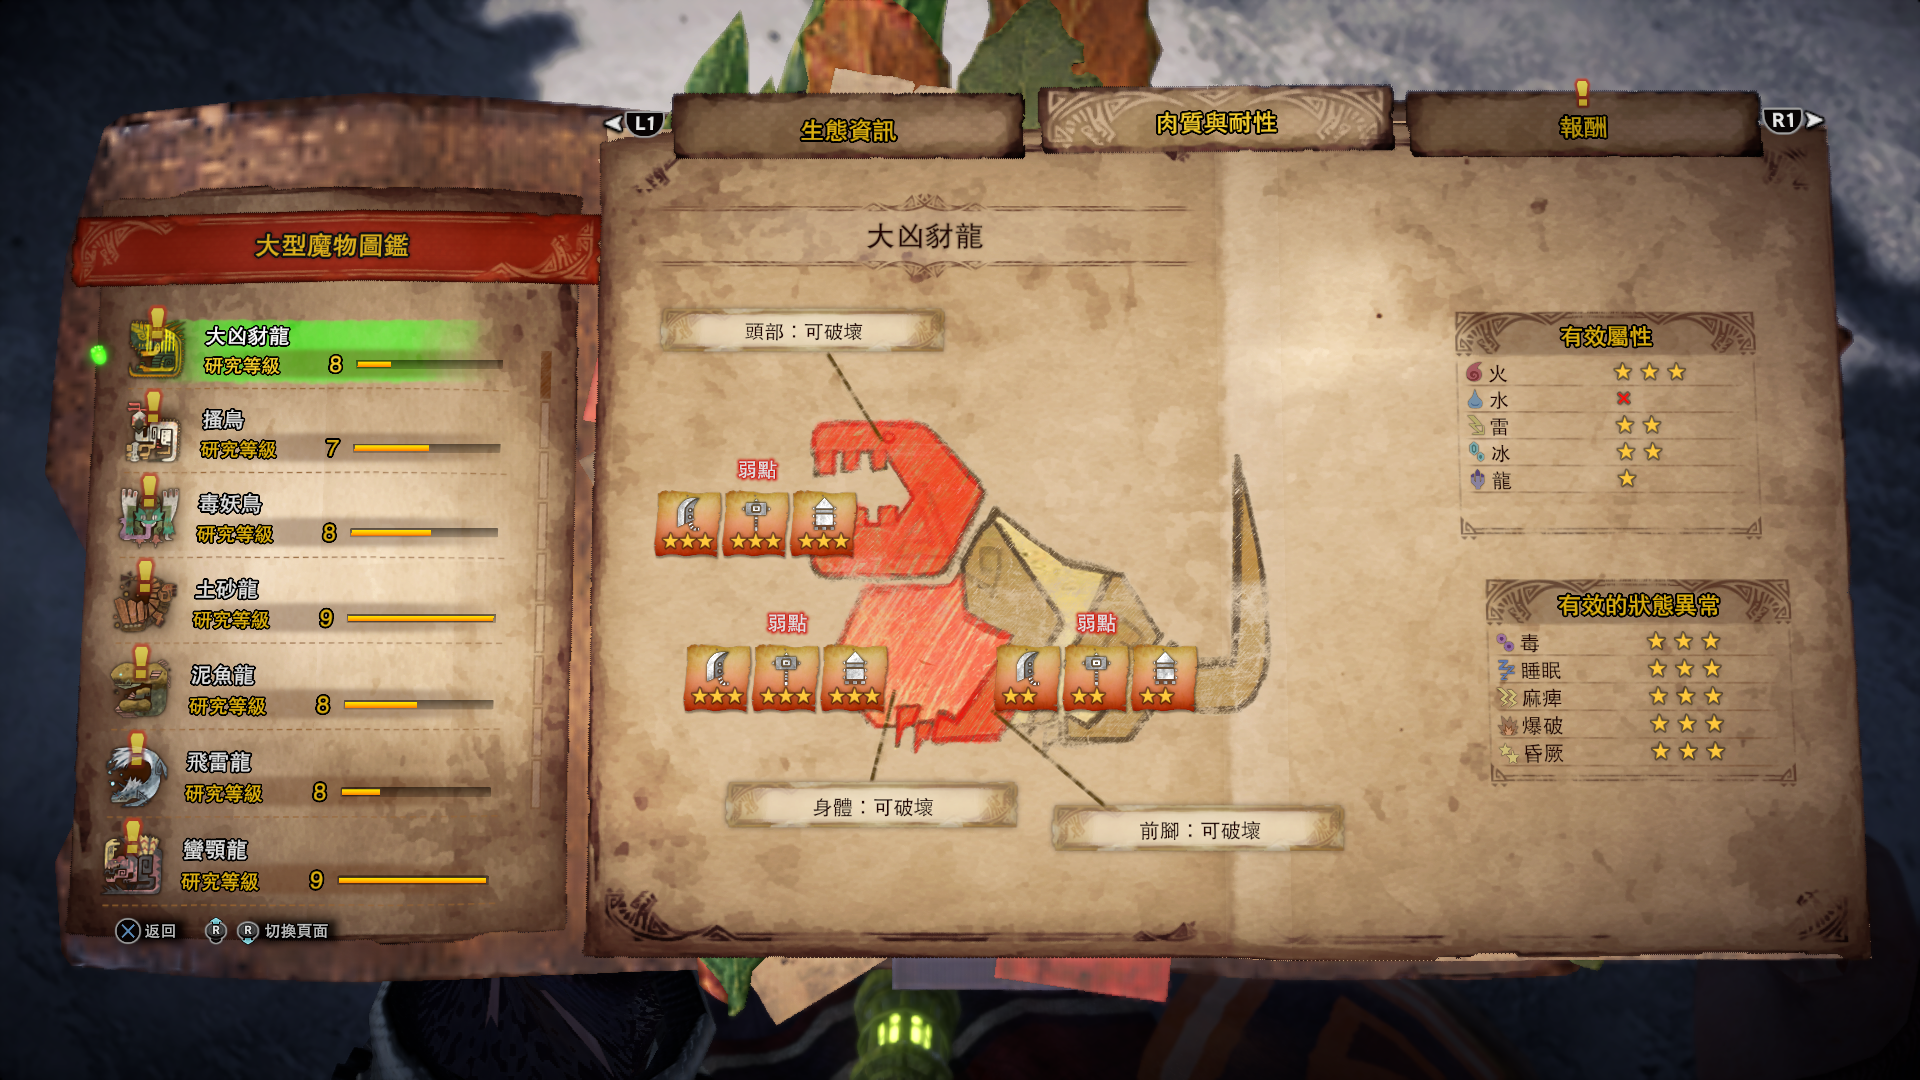 L1
生態資訊
肉質與耐性
報酬
R1
大型魔物圖鑑
大凶豺龍
研究等級 8
搔鳥
研究等級 7
毒妖鳥
研究等級 8
土砂龍
研究等級 9
泥魚龍
研究等級 8
飛雷龍
研究等級 8
蠻顎龍
研究等級 9
返回
R R 切換頁面
大凶豺龍
頭部：可破壞
弱點
弱點
弱點
身體：可破壞
前腳：可破壞
有效屬性
火
水
雷
冰
龍
有效的狀態異常
毒
睡眠
麻痺
爆破
昏厥